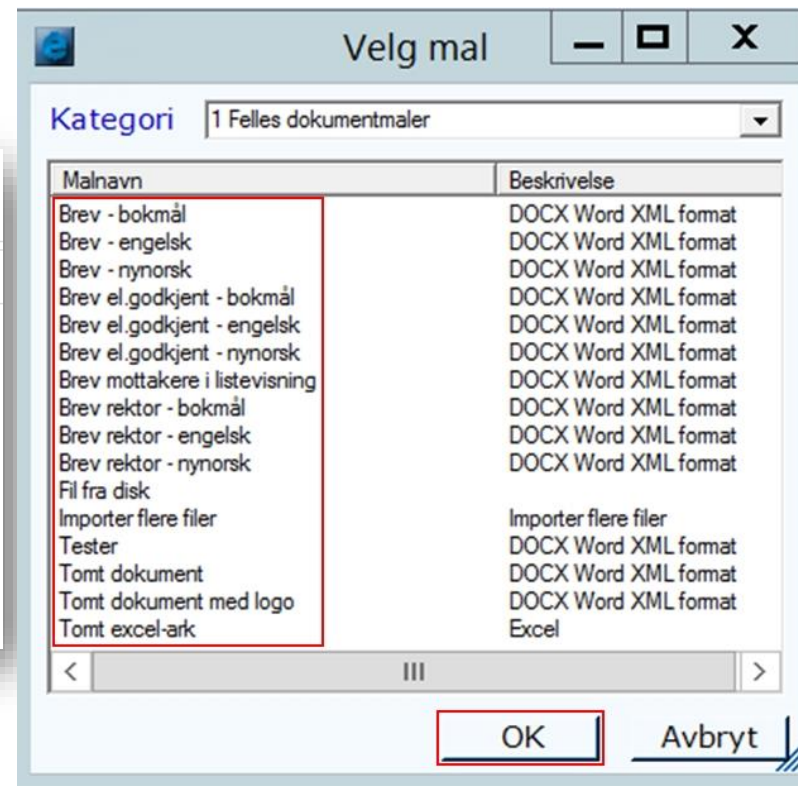 Velg mal
Kategori 1 Felles dokumentmaler
Malnavn Beskrivelse
Brev - bokmål DOCX Word XML format
Brev - engelsk DOCX Word XML format
Brev - nynorsk DOCX Word XML format
Brev el.godkjent - bokmål DOCX Word XML format
Brev el.godkjent - engelsk DOCX Word XML format
Brev el.godkjent - nynorsk DOCX Word XML format
Brev mottakere i listevisning DOCX Word XML format
Brev rektor - bokmål DOCX Word XML format
Brev rektor - engelsk DOCX Word XML format
Brev rektor - nynorsk DOCX Word XML format
Fil fra disk
Importer flere filer Importer flere filer
Tester DOCX Word XML format
Tomt dokument DOCX Word XML format
Tomt dokument med logo DOCX Word XML format
Tomt excel-ark Excel
OK Avbryt